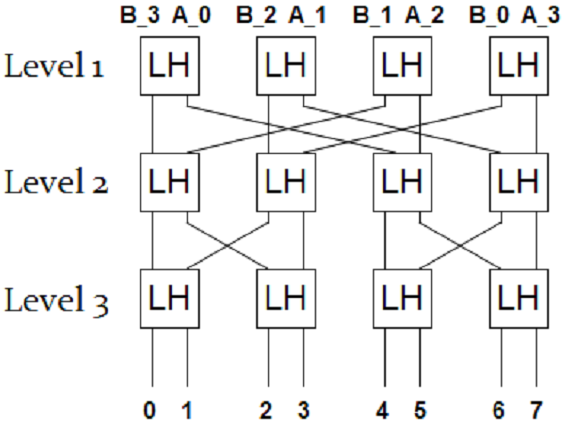 B_3 A_0 B_2 A_1 B_1 A_2 B_0 A_3
Level 1 LH LH LH LH
Level 2 LH LH LH LH
Level 3 LH LH LH LH
0 1 2 3 4 5 6 7